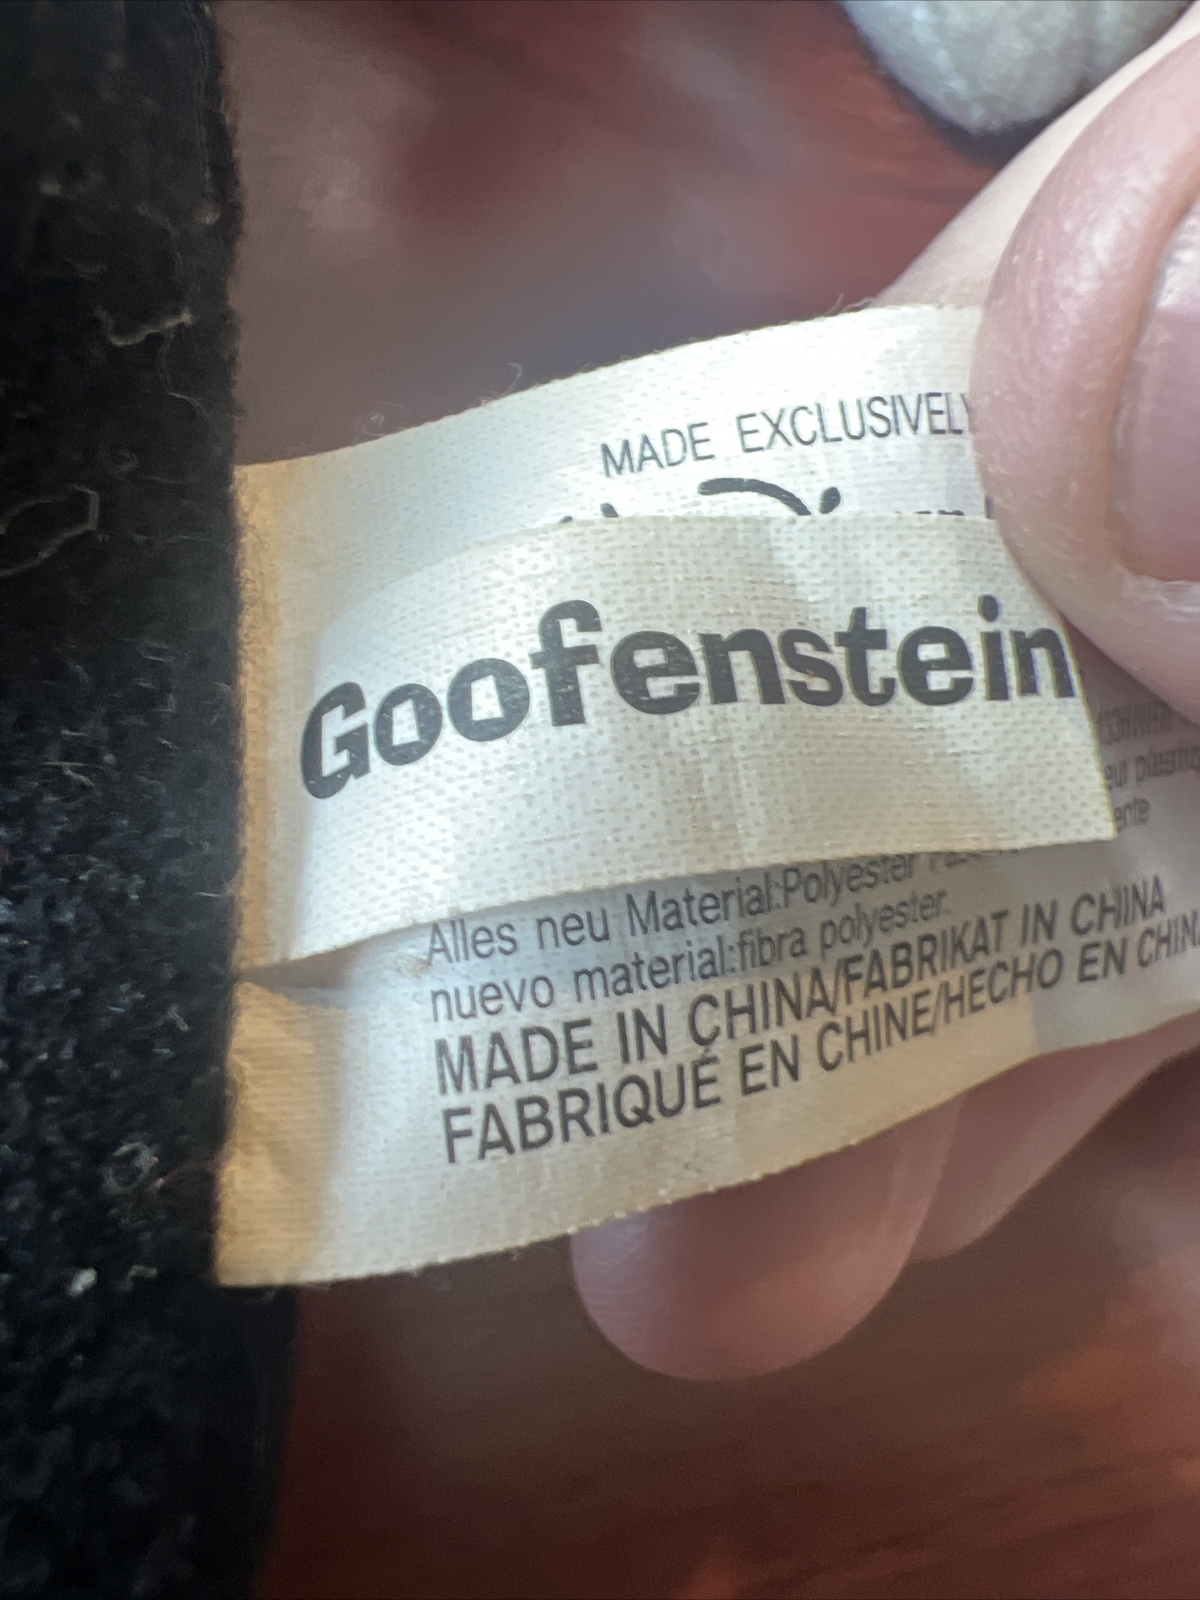 MADE EXCLUSIVELY
Goofenstein
Alles neu Material:Polyester
nuevo material:fibra polyester.
MADE IN CHINA/FABRIKAT IN CHINA
FABRIQUÉ EN CHINE/HECHO EN CHINA